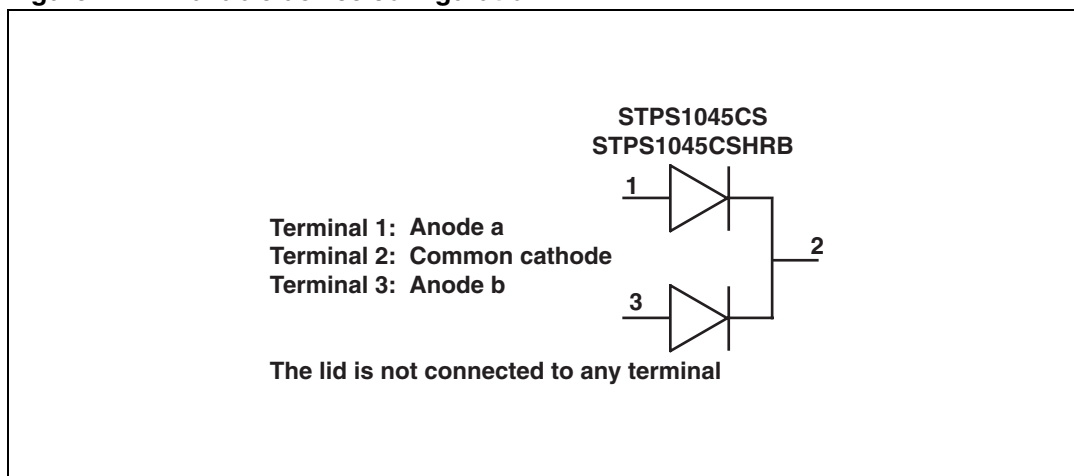 STPS1045CS
STPS1045CSHRB
1
Terminal 1: Anode a
Terminal 2: Common cathode
2
Terminal 3: Anode b
3
The lid is not connected to any terminal